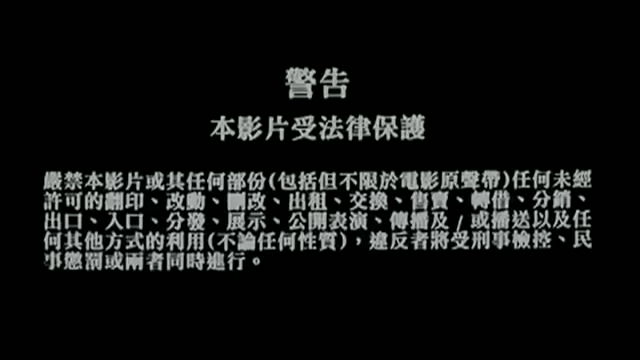 警告
本影片受法律保護
嚴禁本影片或其任何部份(包括但不限於電影原聲帶)任何未經
許可的翻印、改動、刪改、出租、交換、售賣、轉借、分銷、
出口、入口、分發、展示、公開表演、傳播及/或播送以及任
何其他方式的利用(不論任何性質)，違反者將受刑事檢控、民
事懲罰或兩者同時進行。